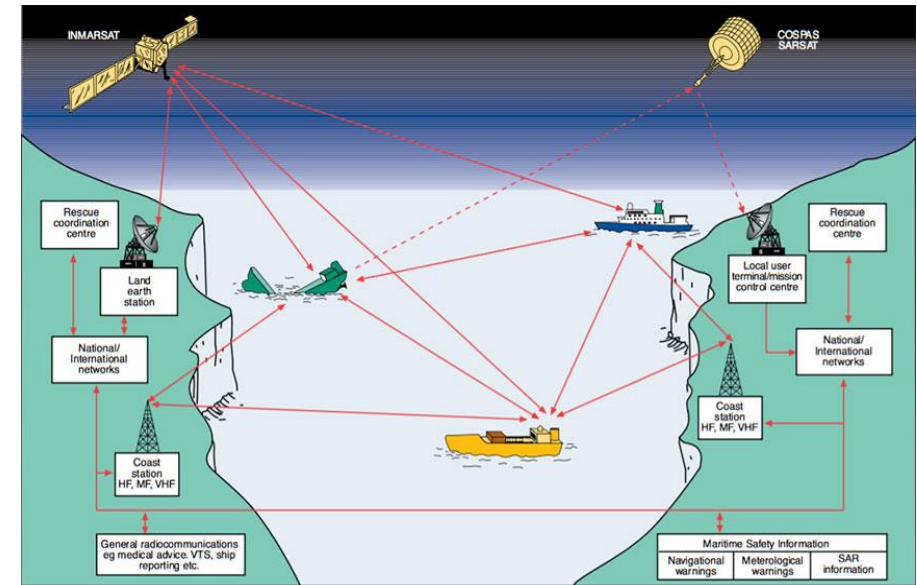 INMARSAT
COSPAS
SARSAT
Rescue
coordination
centre
Land
earth
station
National/
International
networks
Coast
station
HF, MF, VHF
General radiocommunications
eg medical advice. VTS, ship
reporting etc.
Rescue
coordination
centre
Local user
terminal/mission
control centre
National/
International
networks
Coast
station
HF, MF, VHF
Maritime Safety Information
Navigational
warnings
Meterological
warnings
SAR
information